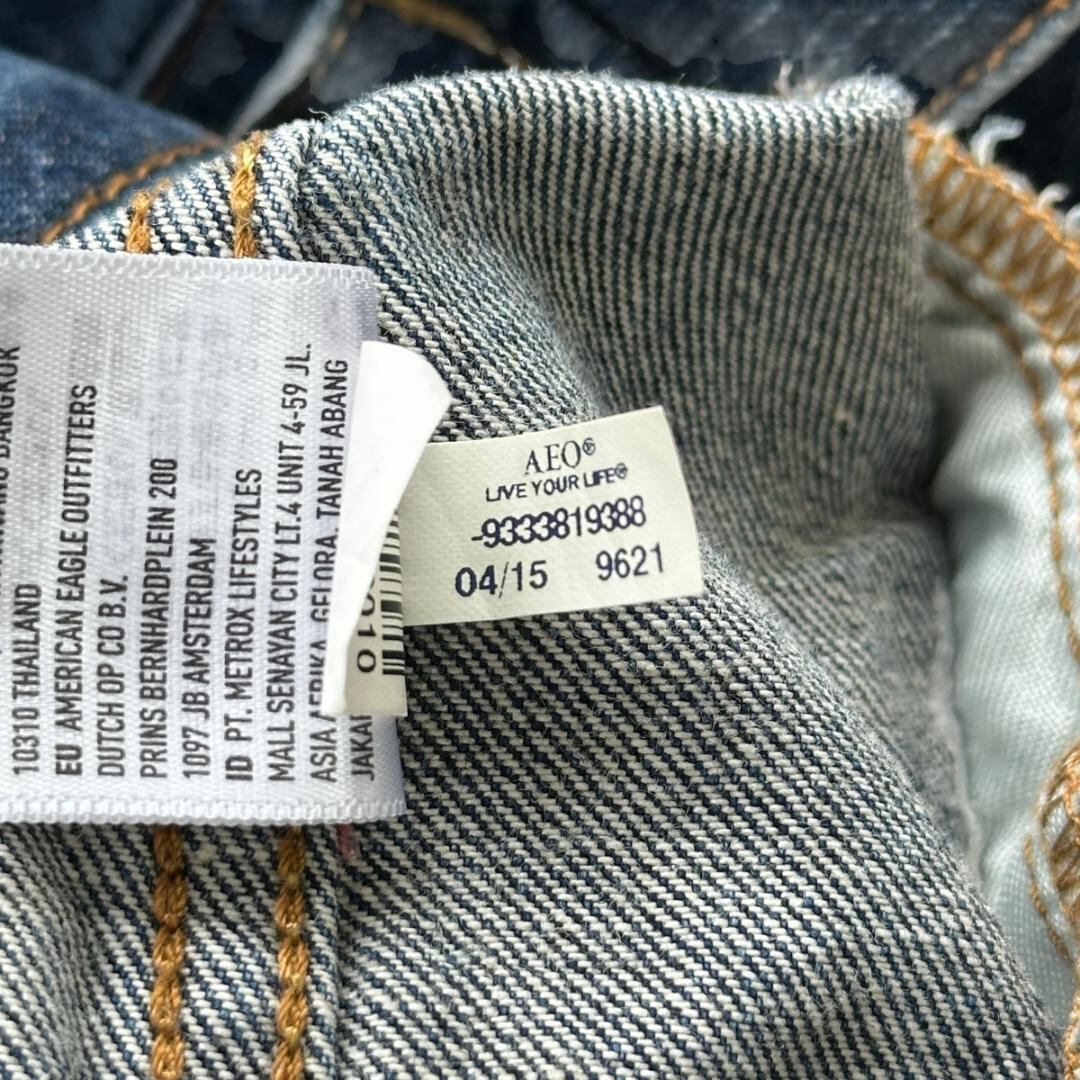 10310 THAILAND
EU AMERICAN EAGLE OUTFITTERS
DUTCH OP CO B.V.
PRINS BERNHARDPLEIN 200
1097 JB AMSTERDAM
ID PT. METROX LIFESTYLES
MALL SENAYAN CITY LT.4 UNIT 4-59 JL.
ASIA GELORA, TANAH ABANG
AEO®
LIVE YOUR LIFE®
-9333819388
04/15 9621